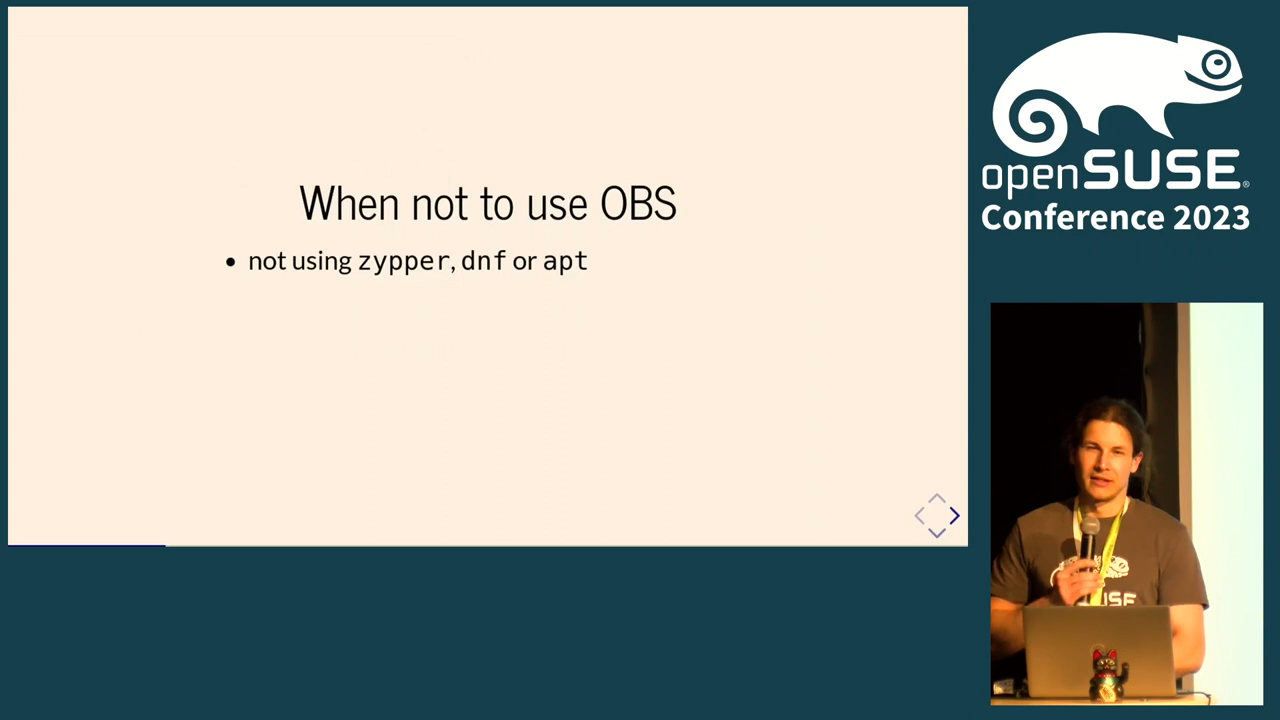 When not to use OBS
• not using zypper, dnf or apt
openSUSE®
Conference 2023